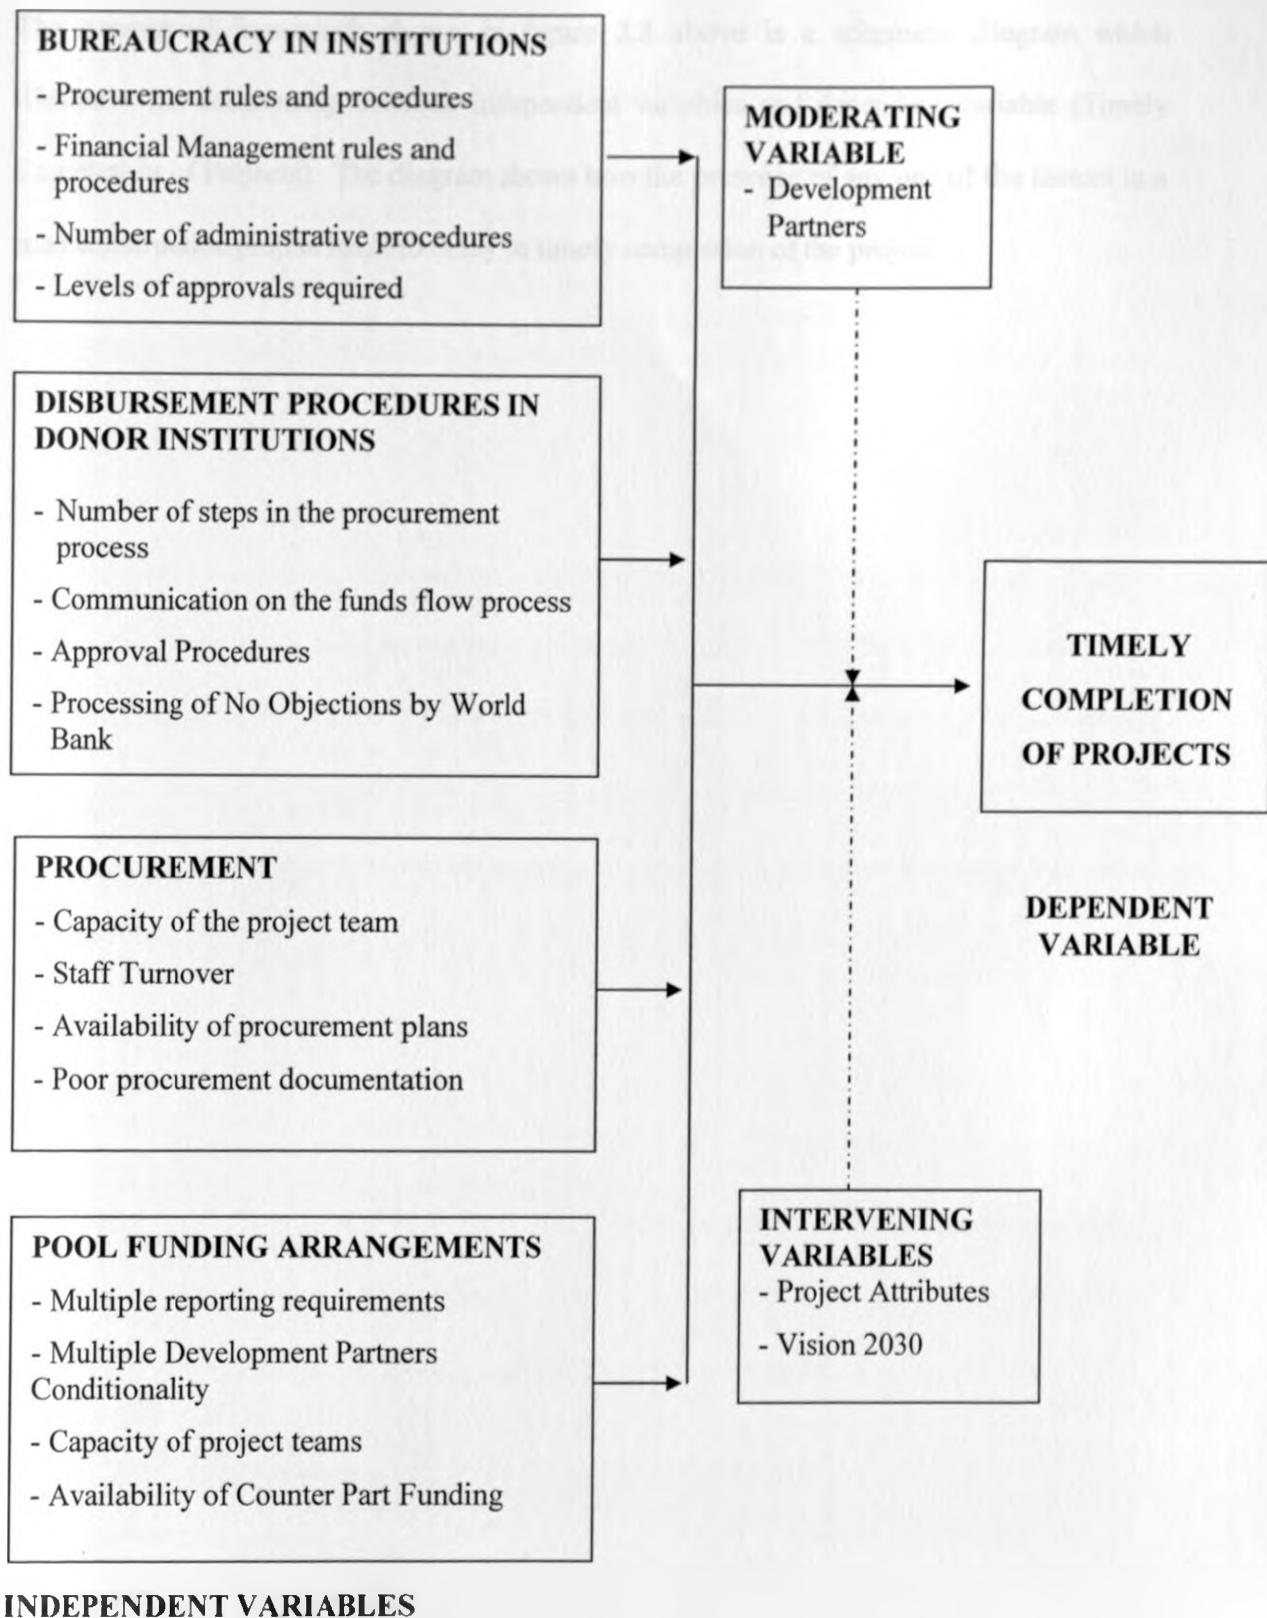 BUREAUCRACY IN INSTITUTIONS
- Procurement rules and procedures
- Financial Management rules and
procedures
- Number of administrative procedures
- Levels of approvals required
MODERATING
VARIABLE
- Development
Partners
DISBURSEMENT PROCEDURES IN
DONOR INSTITUTIONS
- Number of steps in the procurement
process
- Communication on the funds flow process
- Approval Procedures
- Processing of No Objections by World
Bank
TIMELY
COMPLETION
OF PROJECTS
PROCUREMENT
- Capacity of the project team
- Staff Turnover
- Availability of procurement plans
- Poor procurement documentation
DEPENDENT
VARIABLE
POOL FUNDING ARRANGEMENTS
- Multiple reporting requirements
- Multiple Development Partners
Conditionality
- Capacity of project teams
- Availability of Counter Part Funding
INTERVENING
VARIABLES
- Project Attributes
- Vision 2030
INDEPENDENT VARIABLES